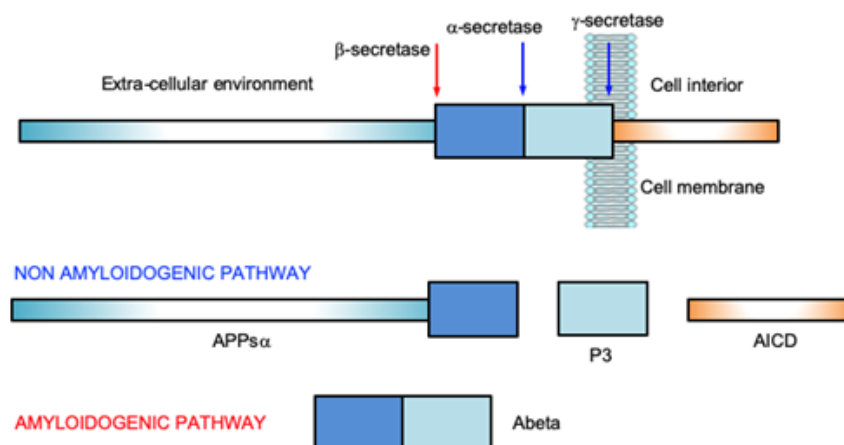 γ-secretase
α-secretase
β-secretase
Extra-cellular environment
Cell interior
Cell membrane
NON AMYLOIDOGENIC PATHWAY
APPsα
P3
AICD
AMYLOIDOGENIC PATHWAY
Abeta